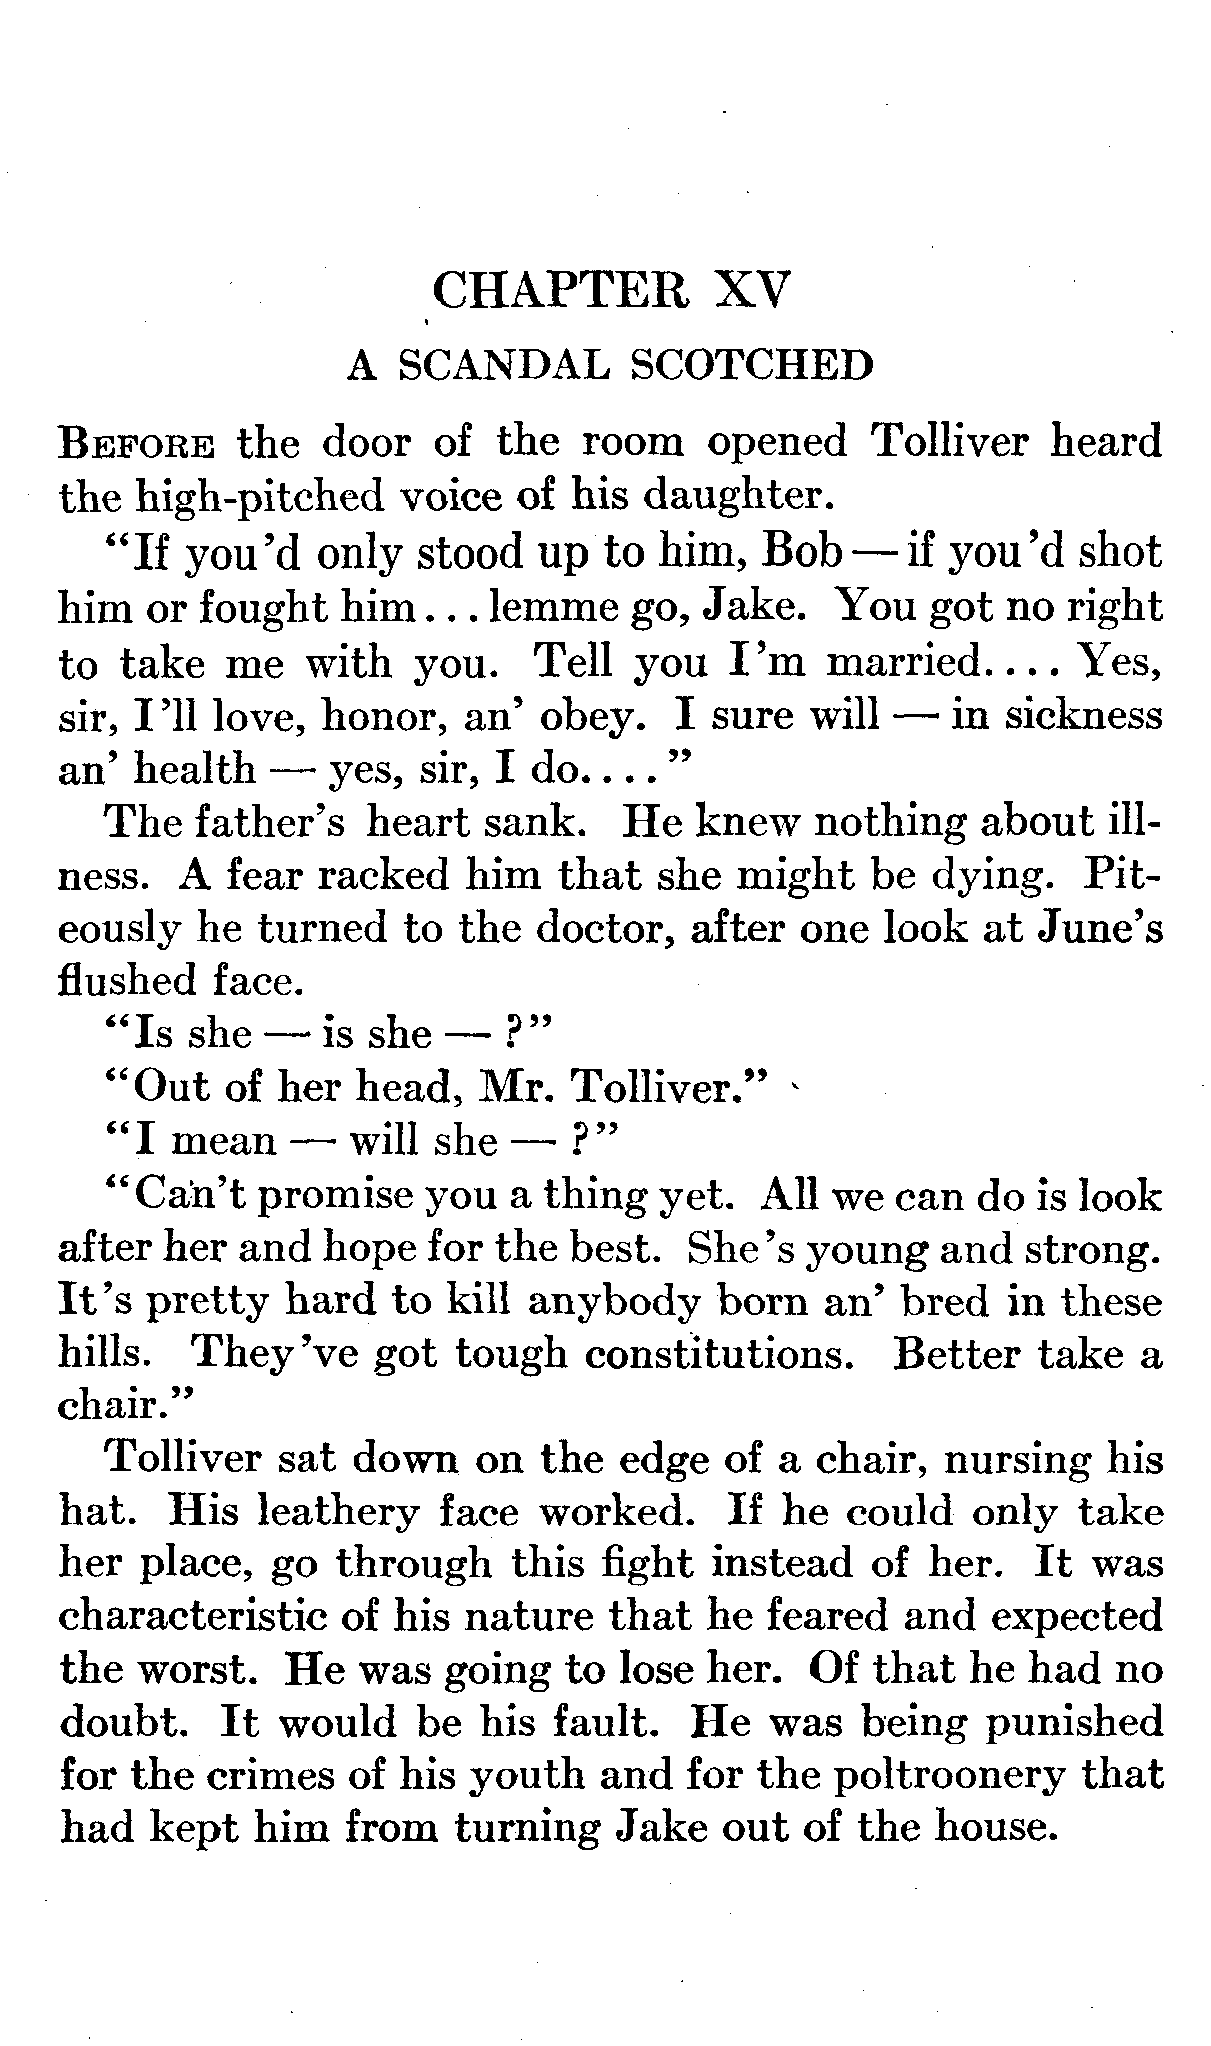 CHAPTER XV
A SCANDAL SCOTCHED
BEFORE the door of the room opened Tolliver heard
the high-pitched voice of his daughter.
“If you’d only stood up to him, Bob — if you’d shot
him or fought him... lemme go, Jake. You got no right
to take me with you. Tell you I’m married.... Yes,
sir, I’ll love, honor, an’ obey. I sure will — in sickness
an’ health — yes, sir, I do....”
The father’s heart sank. He knew nothing about ill-
ness. A fear racked him that she might be dying. Pit-
eously he turned to the doctor, after one look at June’s
flushed face.
“Is she — is she — ?”
“Out of her head, Mr. Tolliver.”
“I mean — will she — ?”
“Can’t promise you a thing yet. All we can do is look
after her and hope for the best. She’s young and strong.
It’s pretty hard to kill anybody born an’ bred in these
hills. They’ve got tough constitutions. Better take a
chair.”
Tolliver sat down on the edge of a chair, nursing his
hat. His leathery face worked. If he could only take
her place, go through this fight instead of her. It was
characteristic of his nature that he feared and expected
the worst. He was going to lose her. Of that he had no
doubt. It would be his fault. He was being punished
for the crimes of his youth and for the poltroonery that
had kept him from turning Jake out of the house.